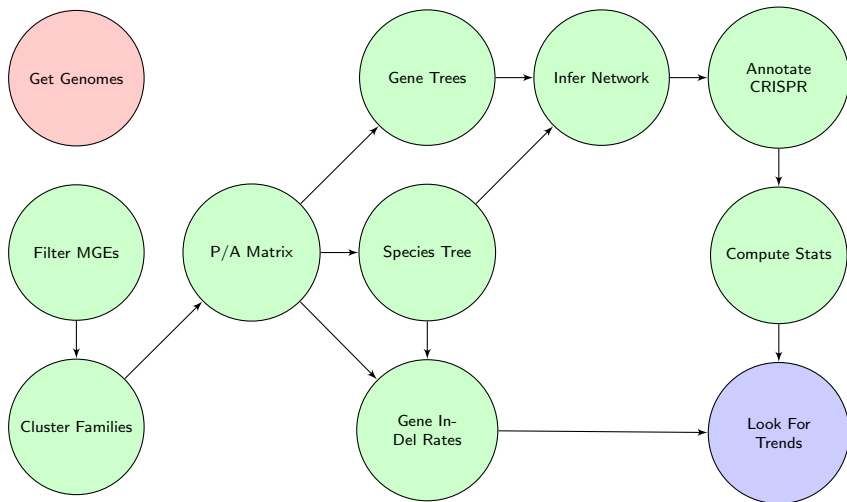 Get Genomes
Gene Trees
Infer Network
Annotate
CRISPR
Filter MGEs
P/A Matrix
Species Tree
Compute Stats
Cluster Families
Gene In-
Del Rates
Look For
Trends